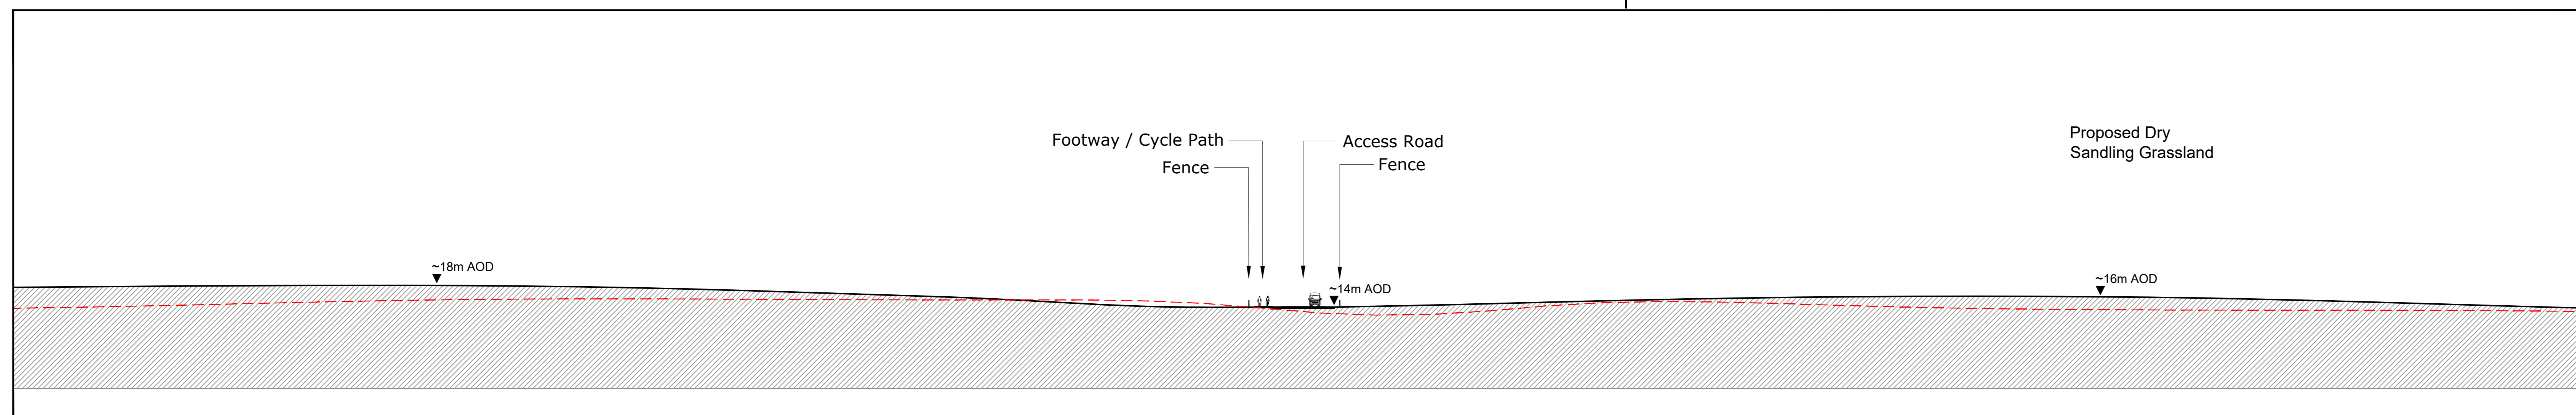 Proposed Dry
Sandling Grassland
Footway / Cycle Path
Access Road
Fence
Fence
~18m AOD
~14m AOD
~16m AOD